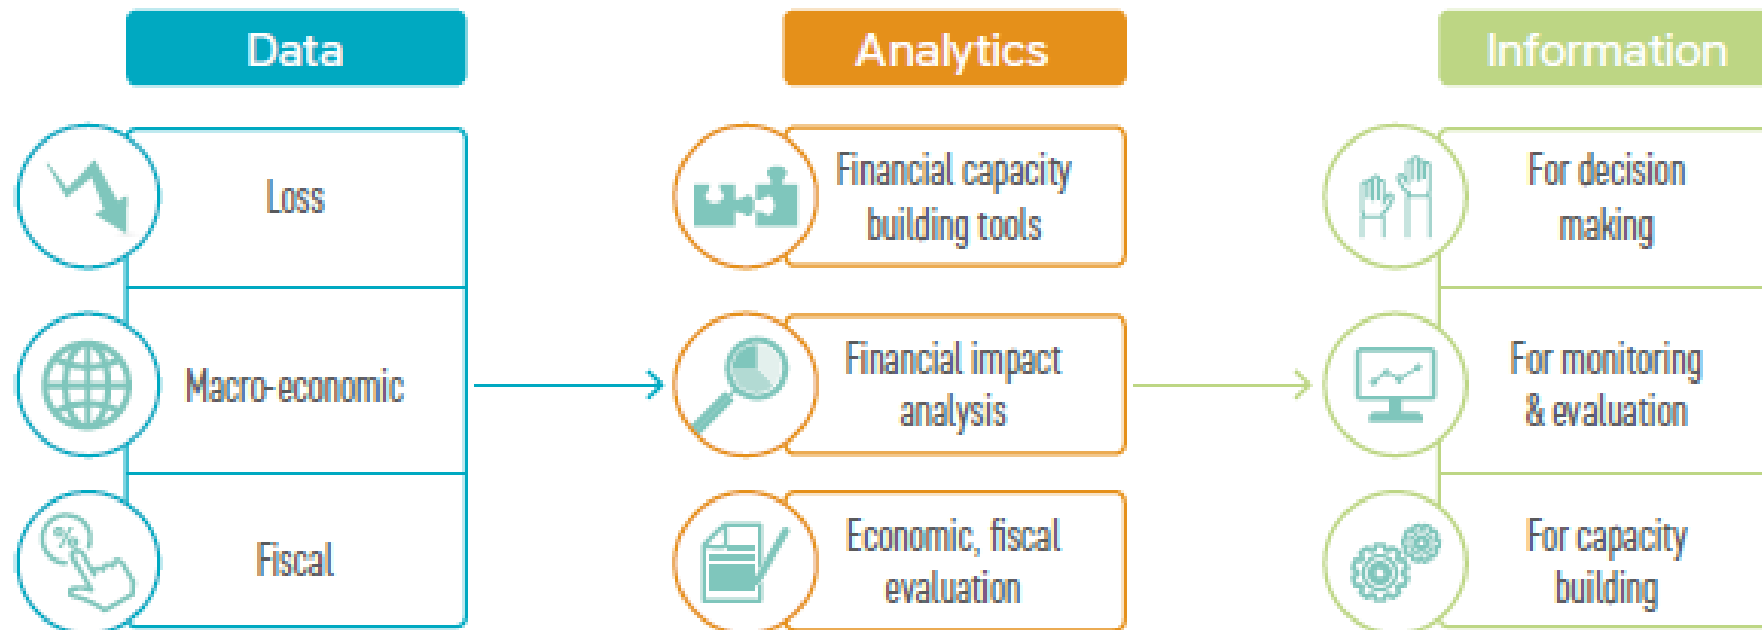 Data
Loss
Macro-economic
%
Fiscal
Analytics
Financial capacity
building tools
Financial impact
analysis
Economic, fiscal
evaluation
Information
For decision
making
For monitoring
& evaluation
For capacity
building